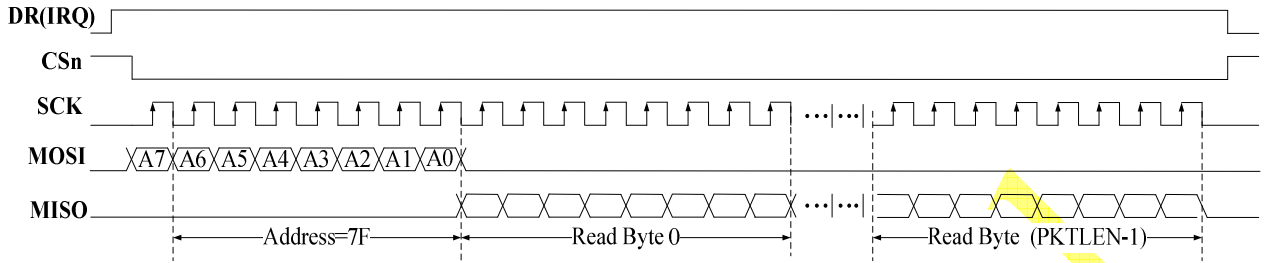 DR(IRQ)
CSn
SCK
•••|•••|
MOSI A7 A6 A5 A4 A3 A2 A1 A0
MISO •••|•••|
Address=7F Read Byte 0 Read Byte (PKTLEN-1)